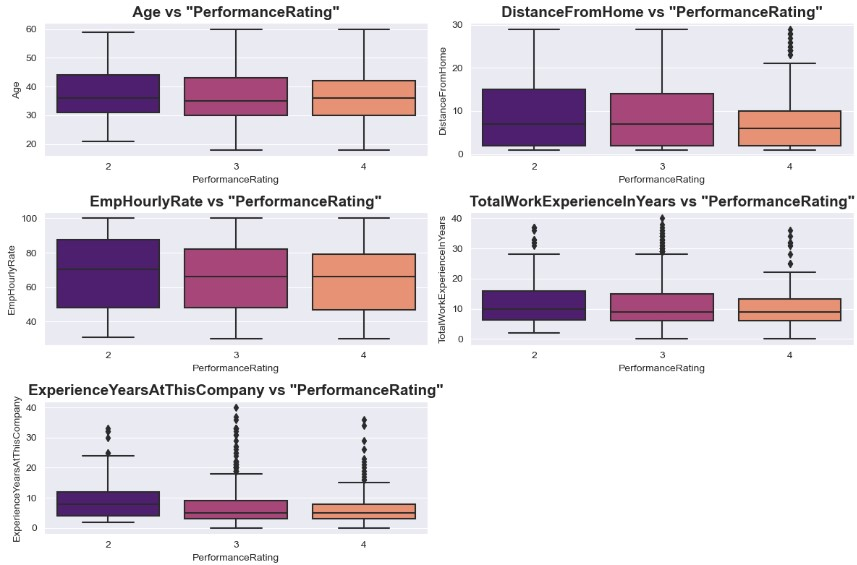 Age vs "PerformanceRating"
60
50
40
30
20
Age
2 3 4
PerformanceRating
DistanceFromHome vs "PerformanceRating"
30
20
10
0
DistanceFromHome
2 3 4
PerformanceRating
EmpHourlyRate vs "PerformanceRating"
100
80
60
40
EmpHourlyRate
2 3 4
PerformanceRating
TotalWorkExperienceInYears vs "PerformanceRating"
40
30
20
10
0
TotalWorkExperienceInYears
2 3 4
PerformanceRating
ExperienceYearsAtThisCompany vs "PerformanceRating"
40
30
20
10
0
ExperienceYearsAtThisCompany
2 3 4
PerformanceRating